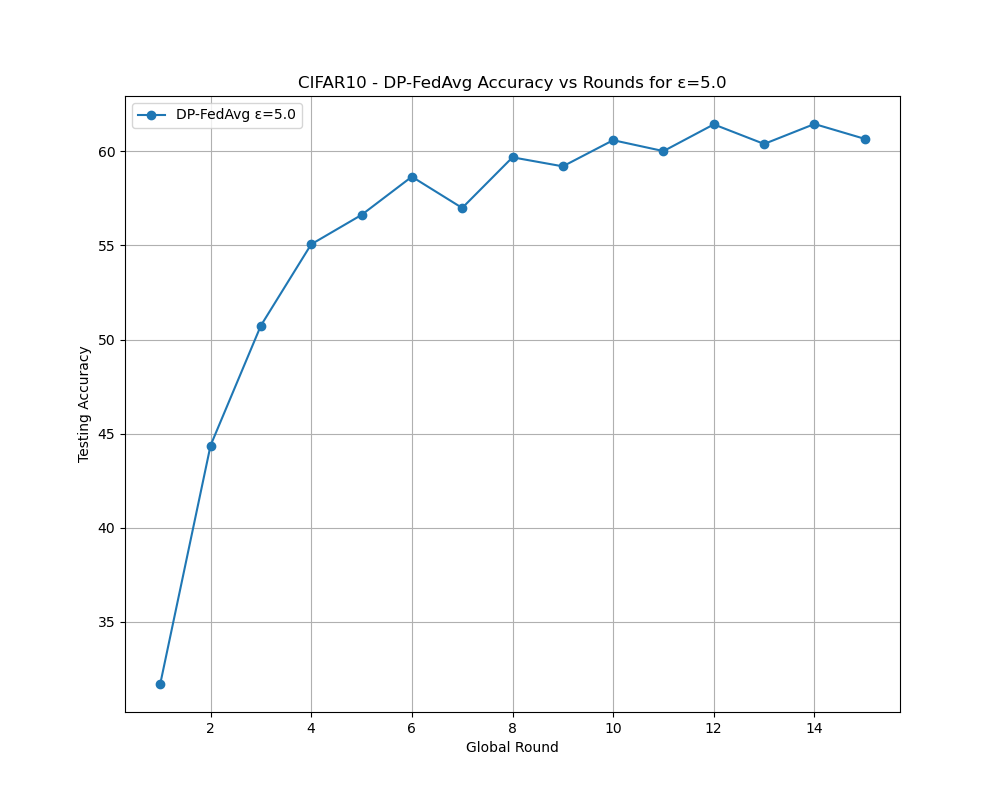 CIFAR10 - DP-FedAvg Accuracy vs Rounds for ε=5.0
DP-FedAvg ε=5.0
Testing Accuracy
60
55
50
45
40
35
2 4 6 8 10 12 14
Global Round